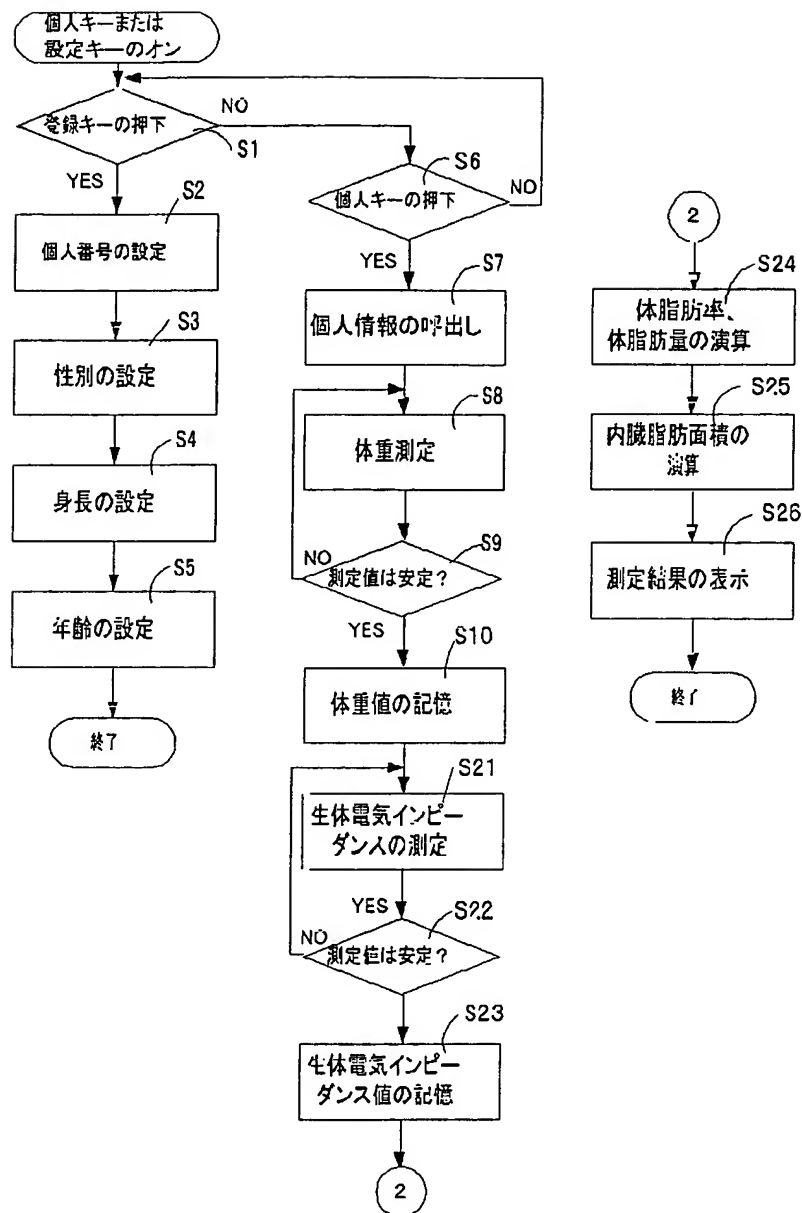 個人キーまたは
設定キーのオン
登録キーの押下
NO
S1
YES
S2
個人番号の設定
S3
性別の設定
S4
身長の設定
S5
年齢の設定
終了
S6
個人キーの押下
NO
YES
S7
個人情報の呼出し
S8
体重測定
S9
NO
測定値は安定?
YES
S10
体重値の記憶
S21
生体電気インピー
ダンスの測定
YES
S22
NO
測定値は安定?
S23
生体電気インピー
ダンス値の記憶
2
2
S24
体脂肪率、
体脂肪量の演算
S25
内臓脂肪面積の
演算
S26
測定結果の表示
終了